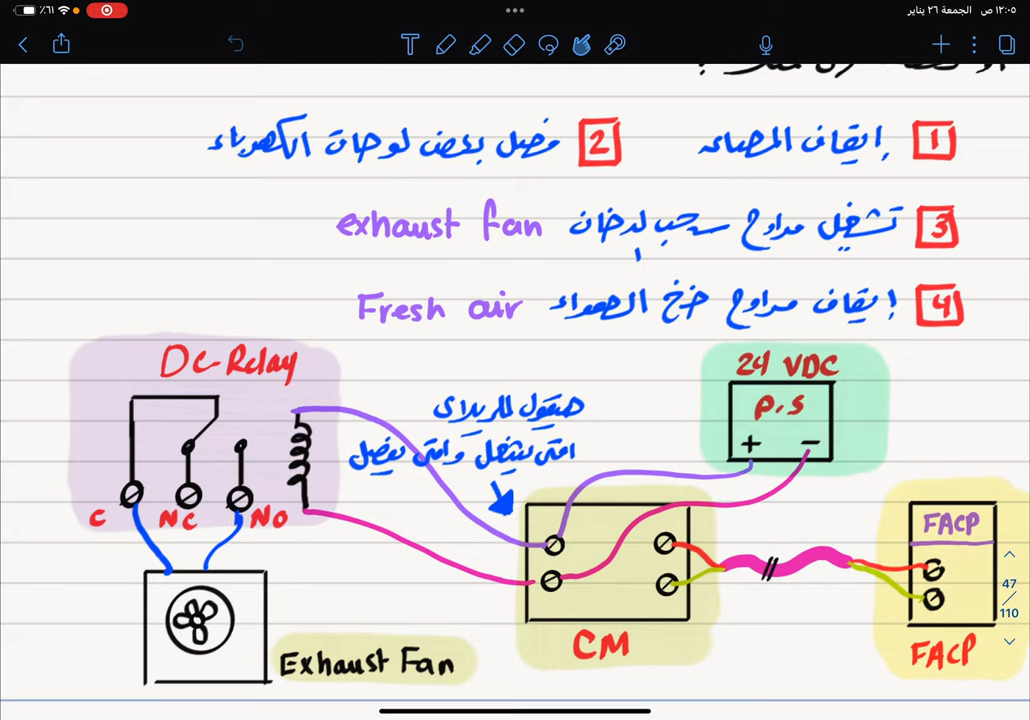 ١٢:٠٥ ص الجمعة ٢٦ يناير
٦١٪
1 إيقاف المصاعد
2 فصل بعض لوحات الكهرباء
3 تشغيل مراوح سحب الدخان exhaust fan
4 إيقاف مراوح ضخ الهواء Fresh air
DC-Relay
C NC NO
Exhaust Fan
هنقول للريلاى
امتى يشغل وامتى يفصل
24 VDC
P.S
+ -
CM
FACP
FACP
47
110